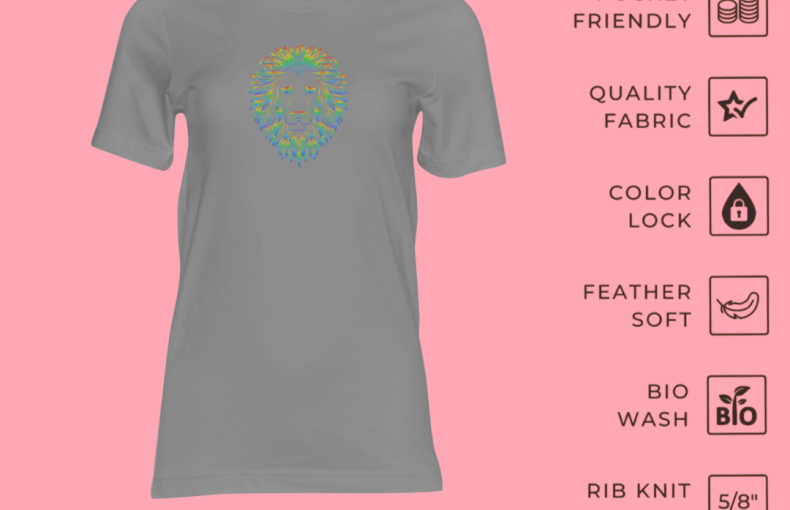 FRIENDLY
QUALITY
FABRIC
COLOR
LOCK
FEATHER
SOFT
BIO
WASH
BIO
RIB KNIT
5/8"